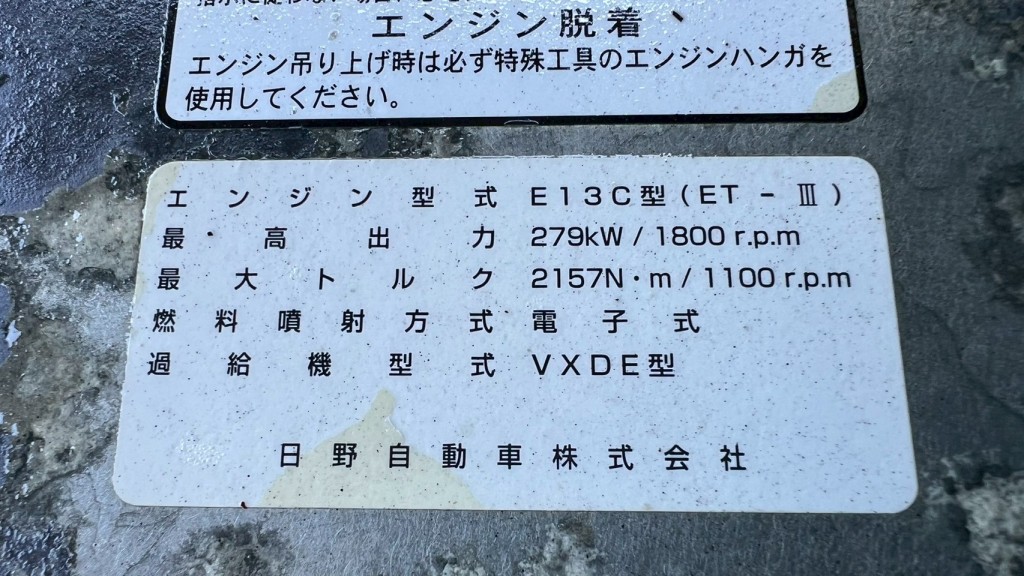 エンジン脱着
エンジン吊り上げ時は必ず特殊工具のエンジンハンガを
使用してください。
エンジン型式 E13C型(ET-Ⅲ)
最高出力 279kW/1800 r.p.m
最大トルク 2157N・m/1100 r.p.m
燃料噴射方式 電子式
過給機型式 VXDE型
日野自動車株式会社